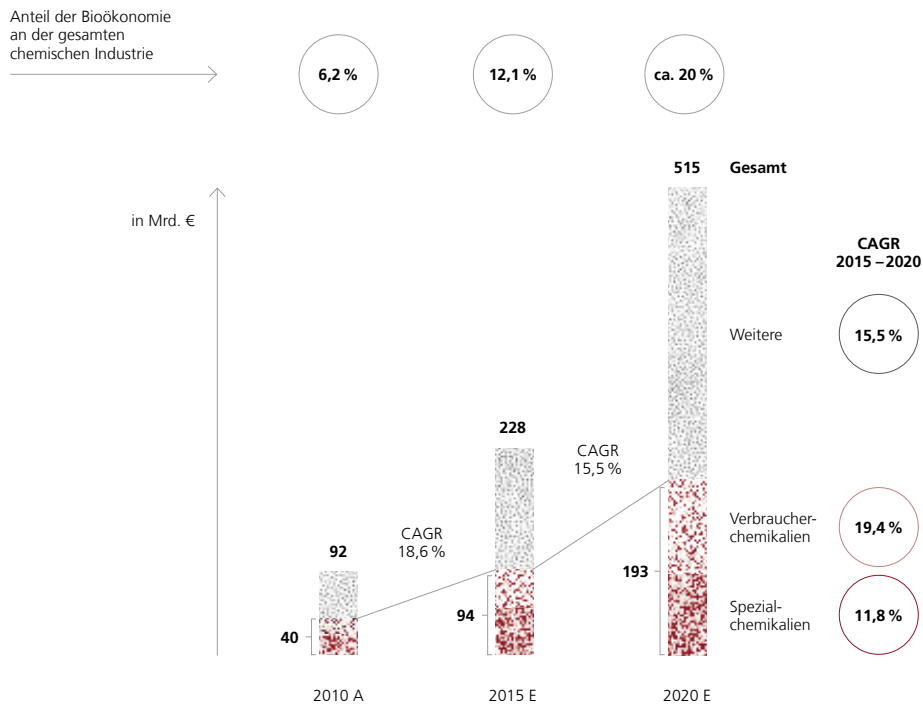 Anteil der Bioökonomie
an der gesamten
chemischen Industrie
6,2 %
12,1 %
ca. 20 %
in Mrd. €
515
Gesamt
CAGR
2015 – 2020
Weitere
15,5 %
228
CAGR
15,5 %
92
CAGR
18,6 %
Verbraucher-
chemikalien
19,4 %
193
94
40
Spezial-
chemikalien
11,8 %
2010 A
2015 E
2020 E